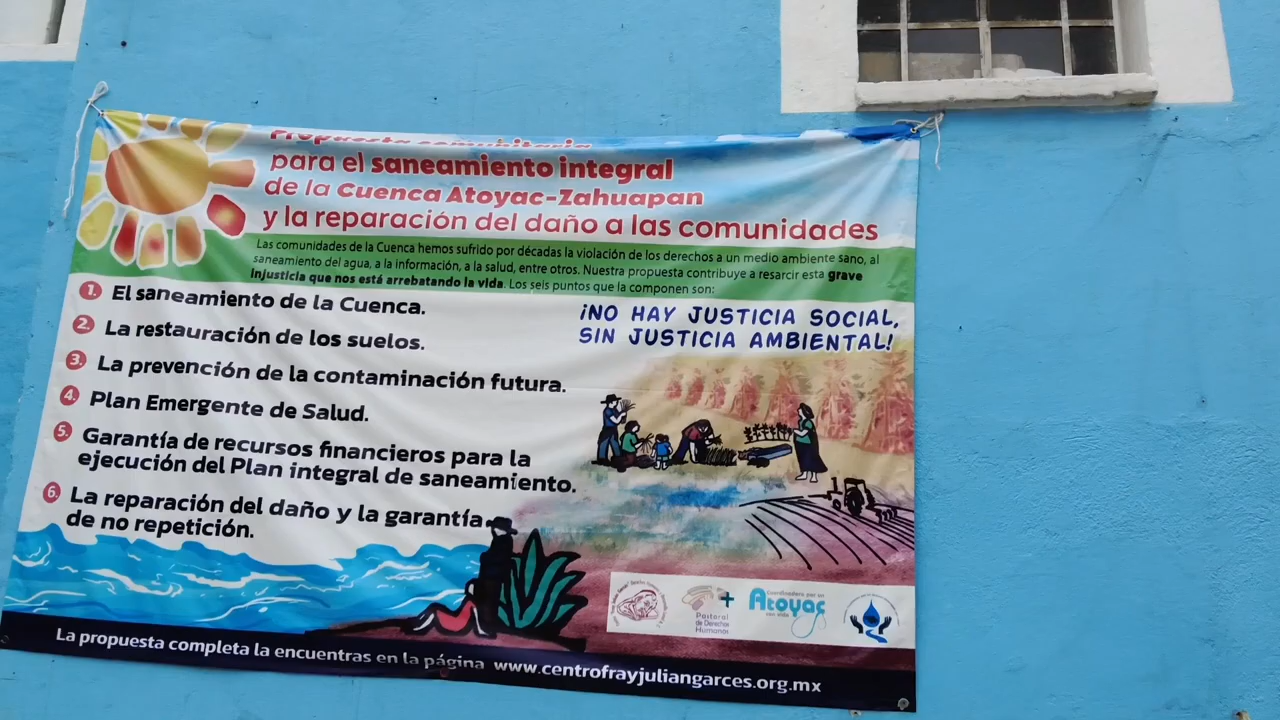 Propuesta comunitaria
para el saneamiento integral
de la Cuenca Atoyac-Zahuapan
y la reparación del daño a las comunidades
Las comunidades de la Cuenca hemos sufrido por décadas la violación de los derechos a un medio ambiente sano, al
saneamiento del agua, a la información, a la salud, entre otros. Nuestra propuesta contribuye a resarcir esta grave
injusticia que nos está arrebatando la vida. Los seis puntos que la componen son:
1. El saneamiento de la Cuenca.
2. La restauración de los suelos.
3. La prevención de la contaminación futura.
4. Plan Emergente de Salud.
5. Garantía de recursos financieros para la
ejecución del Plan integral de saneamiento.
6. La reparación del daño y la garantía
de no repetición.
¡NO HAY JUSTICIA SOCIAL,
SIN JUSTICIA AMBIENTAL!
Pastoral
de Derechos
Humanos
+
Coordinadora por un
Atoyac
con vida
La propuesta completa la encuentras en la página www.centrofrayjuliangarces.org.mx